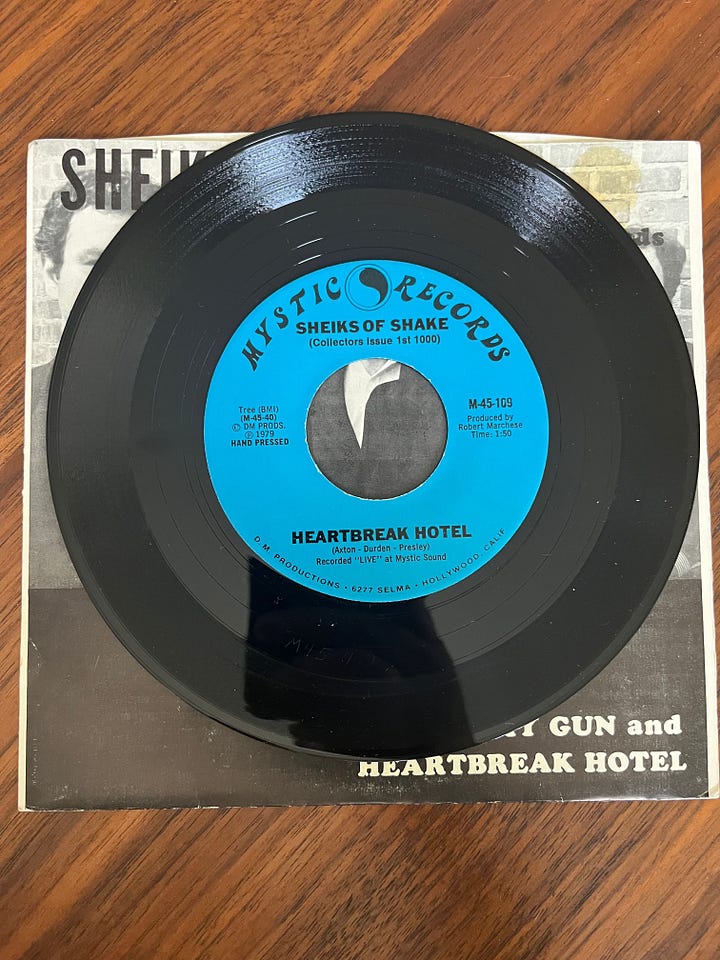 SHEIK
MYSTIC RECORDS
SHEIKS OF SHAKE
(Collectors Issue 1st 1000)
Tree (BMI)
(M-45-40)
© DM PRODS.
℗ 1979
HAND PRESSED
M-45-109
Produced by
Robert Marchese
Time: 1:50
HEARTBREAK HOTEL
(Axton - Durden - Presley)
Recorded "LIVE" at Mystic Sound
D.M. PRODUCTIONS • 6277 SELMA • HOLLYWOOD, CALIF.
GUN and
HEARTBREAK HOTEL